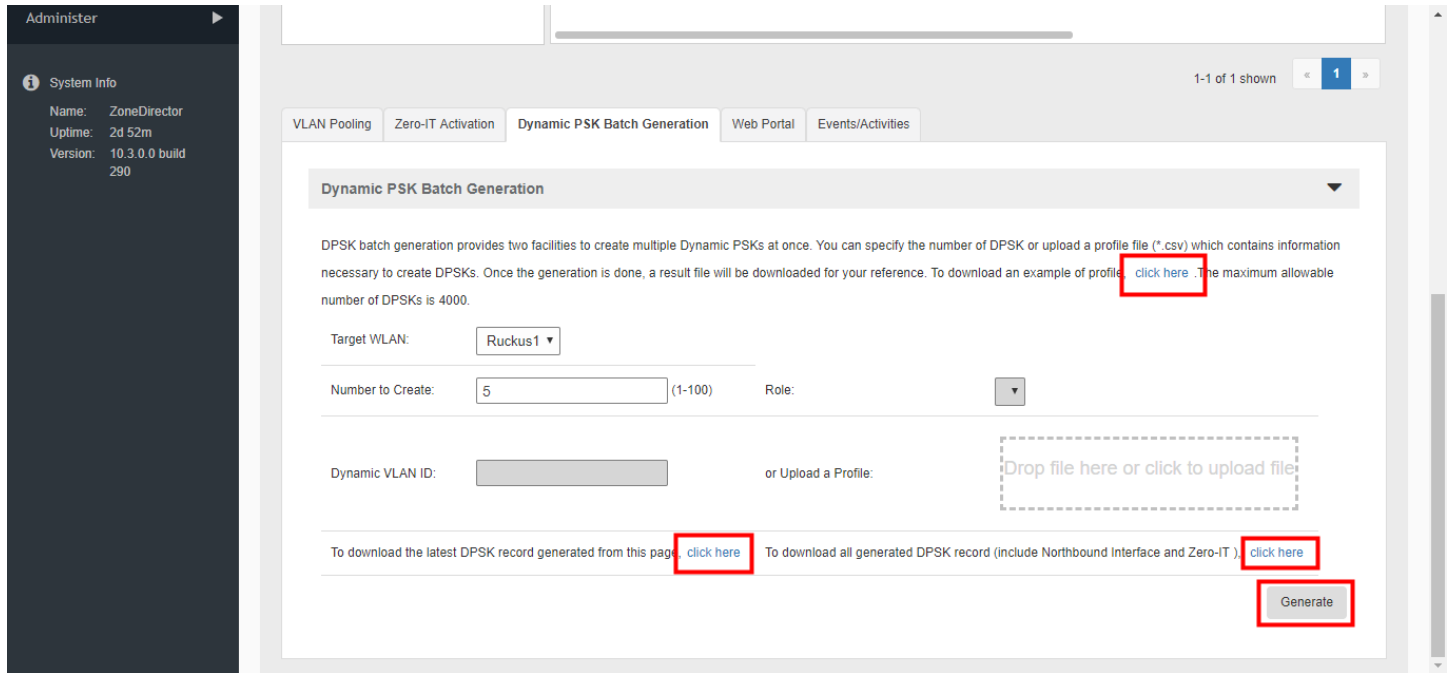 Administer
System Info
Name: ZoneDirector
Uptime: 2d 52m
Version: 10.3.0.0 build
290
1-1 of 1 shown « 1 »
VLAN Pooling Zero-IT Activation Dynamic PSK Batch Generation Web Portal Events/Activities
Dynamic PSK Batch Generation
DPSK batch generation provides two facilities to create multiple Dynamic PSKs at once. You can specify the number of DPSK or upload a profile file (*.csv) which contains information
necessary to create DPSKs. Once the generation is done, a result file will be downloaded for your reference. To download an example of profile, click here .The maximum allowable
number of DPSKs is 4000.
Target WLAN: Ruckus1
Number to Create: 5 (1-100) Role:
Dynamic VLAN ID: or Upload a Profile: Drop file here or click to upload file
To download the latest DPSK record generated from this page, click here To download all generated DPSK record (include Northbound Interface and Zero-IT ), click here
Generate